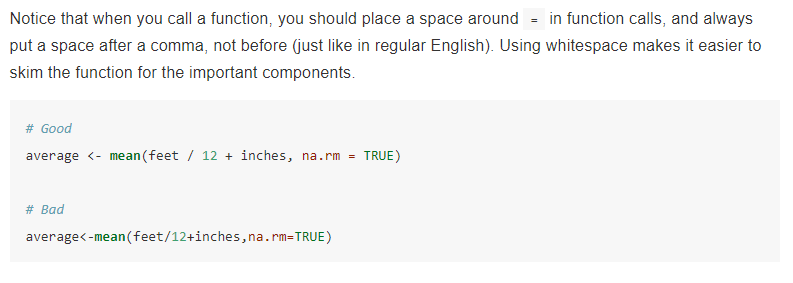 Notice that when you call a function, you should place a space around = in function calls, and always
put a space after a comma, not before (just like in regular English). Using whitespace makes it easier to
skim the function for the important components.
# Good
average <- mean(feet / 12 + inches, na.rm = TRUE)
# Bad
average<-mean(feet/12+inches,na.rm=TRUE)